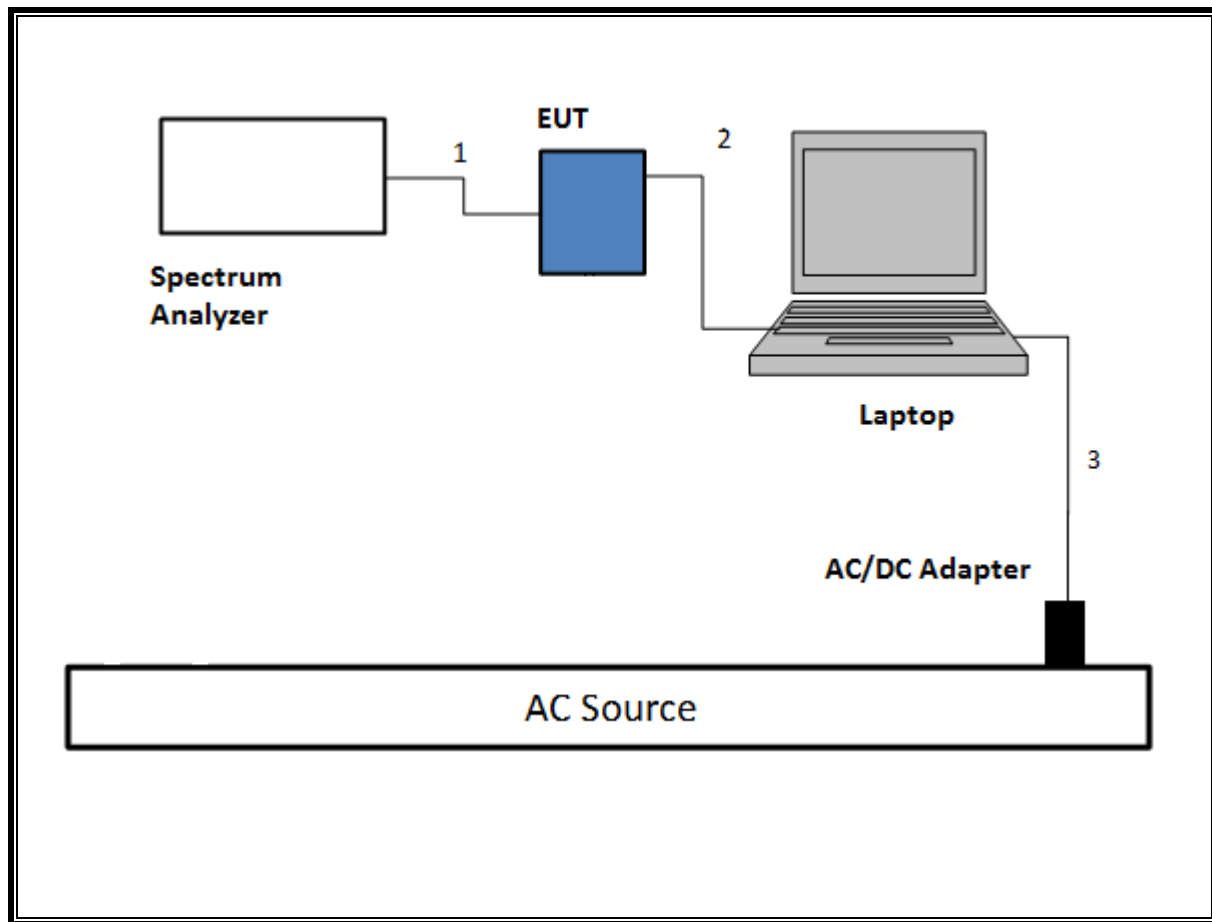 EUT
1
2
Spectrum
Analyzer
Laptop
3
AC/DC Adapter
AC Source